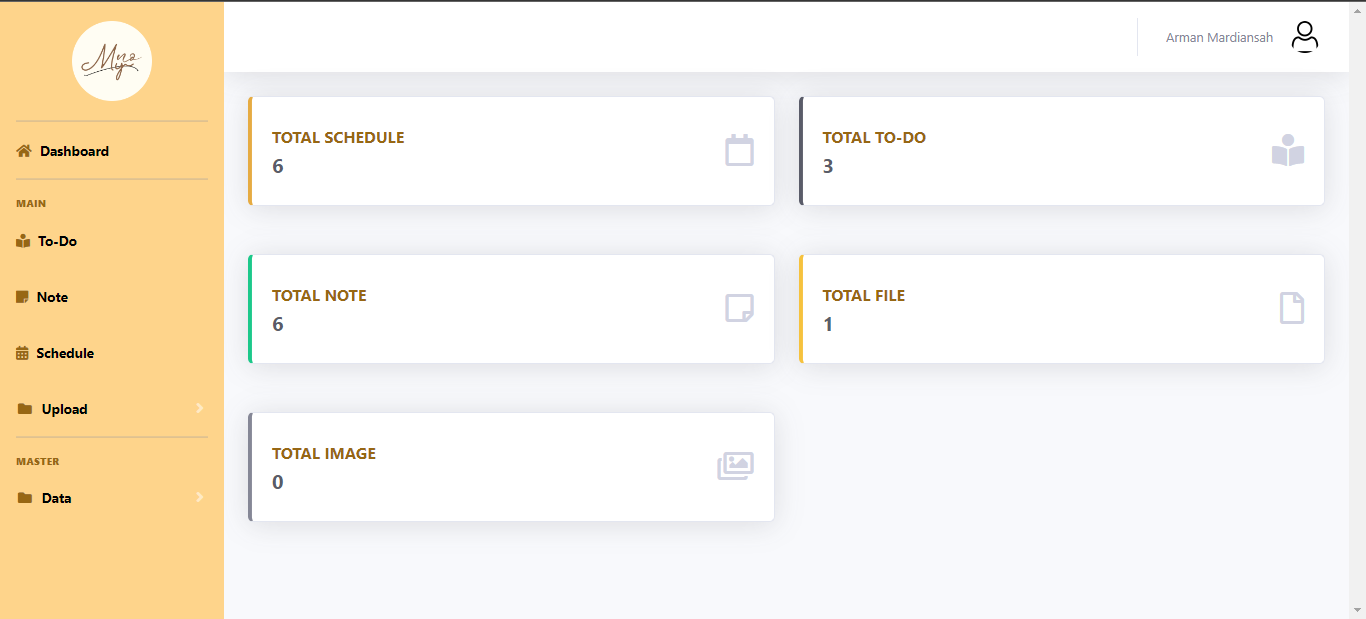 Arman Mardiansah
Dashboard
MAIN
To-Do
Note
Schedule
Upload
MASTER
Data
TOTAL SCHEDULE
6
TOTAL TO-DO
3
TOTAL NOTE
6
TOTAL FILE
1
TOTAL IMAGE
0